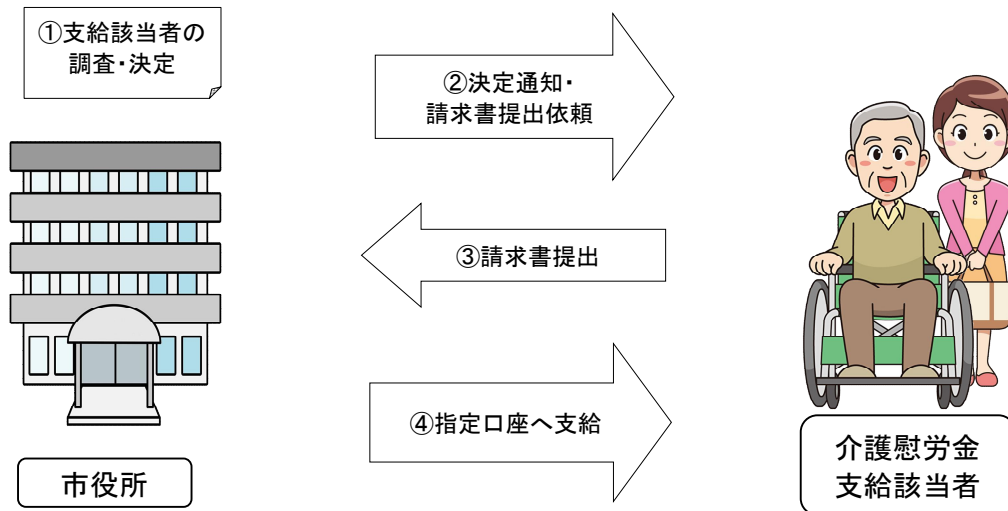 ①支給該当者の
調査・決定
②決定通知・
請求書提出依頼
③請求書提出
④指定口座へ支給
市役所
介護慰労金
支給該当者